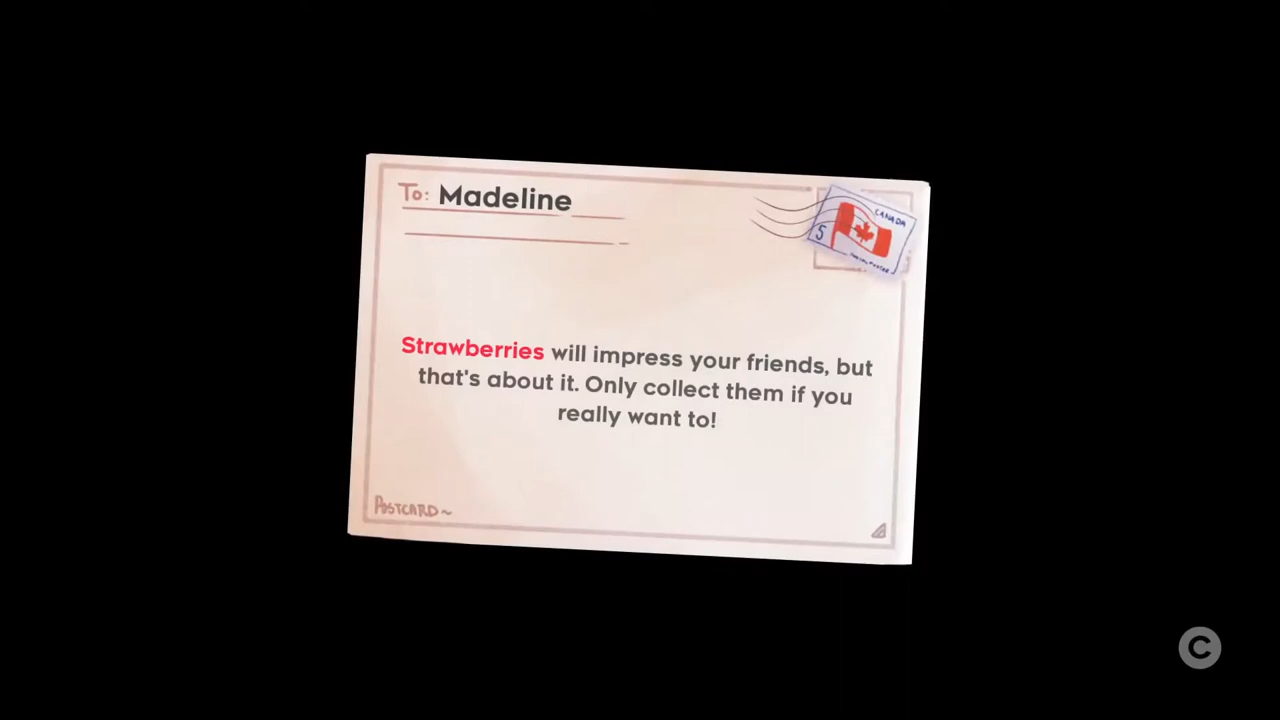 To: Madeline
CANADA
5
Strawberries will impress your friends, but
that's about it. Only collect them if you
really want to!
POSTCARD~
C